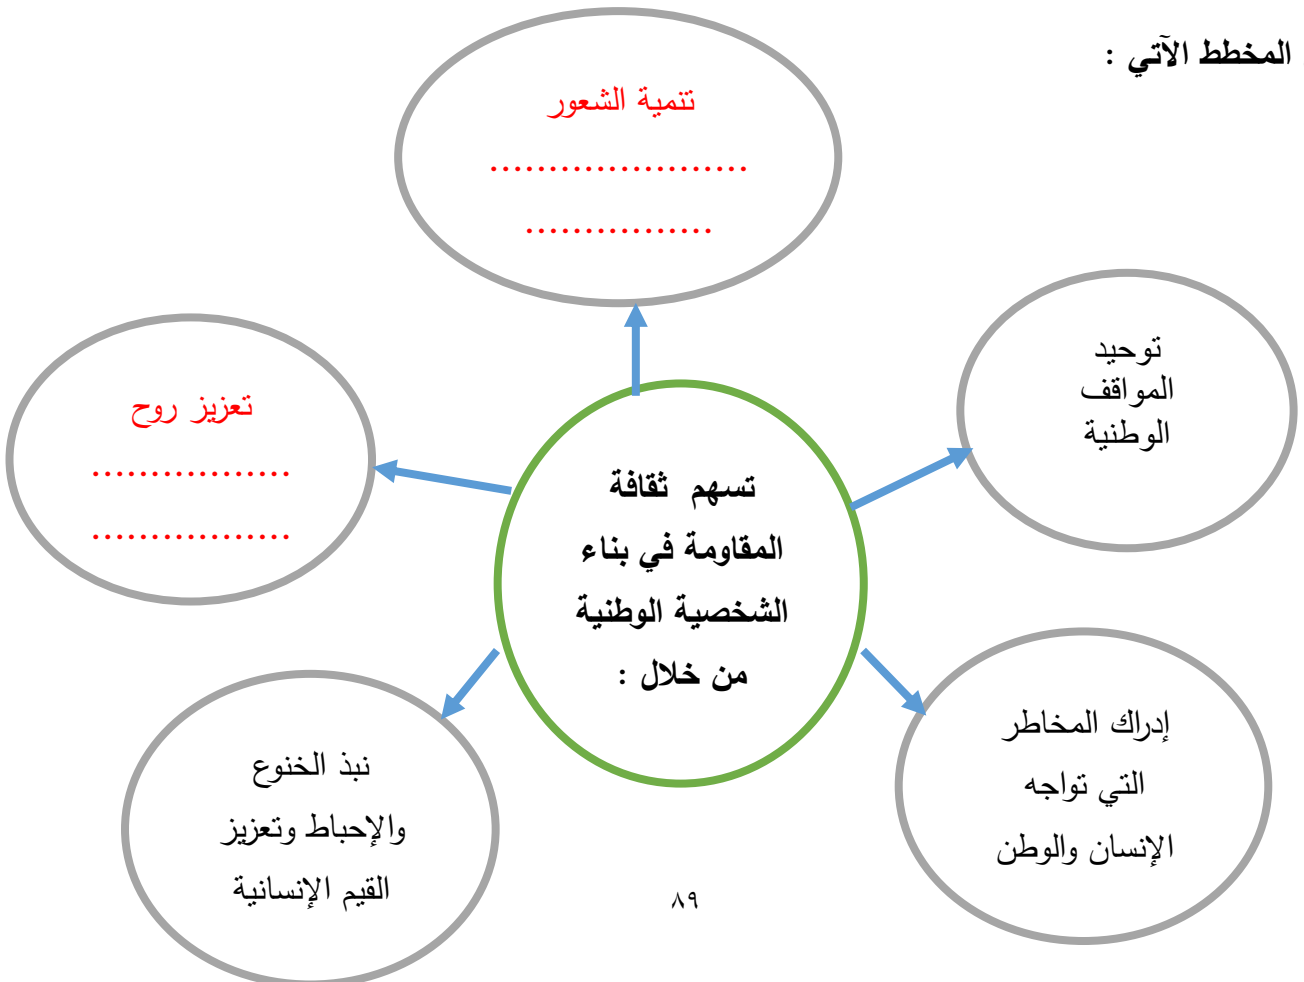 المخطط الآتي :
تنمية الشعور
......................
................
توحيد
المواقف
الوطنية
تعزيز روح
.................
.................
تسهم ثقافة
المقاومة في بناء
الشخصية الوطنية
من خلال :
إدراك المخاطر
التي تواجه
الإنسان والوطن
نبذ الخنوع
والإحباط وتعزيز
القيم الإنسانية
٨٩